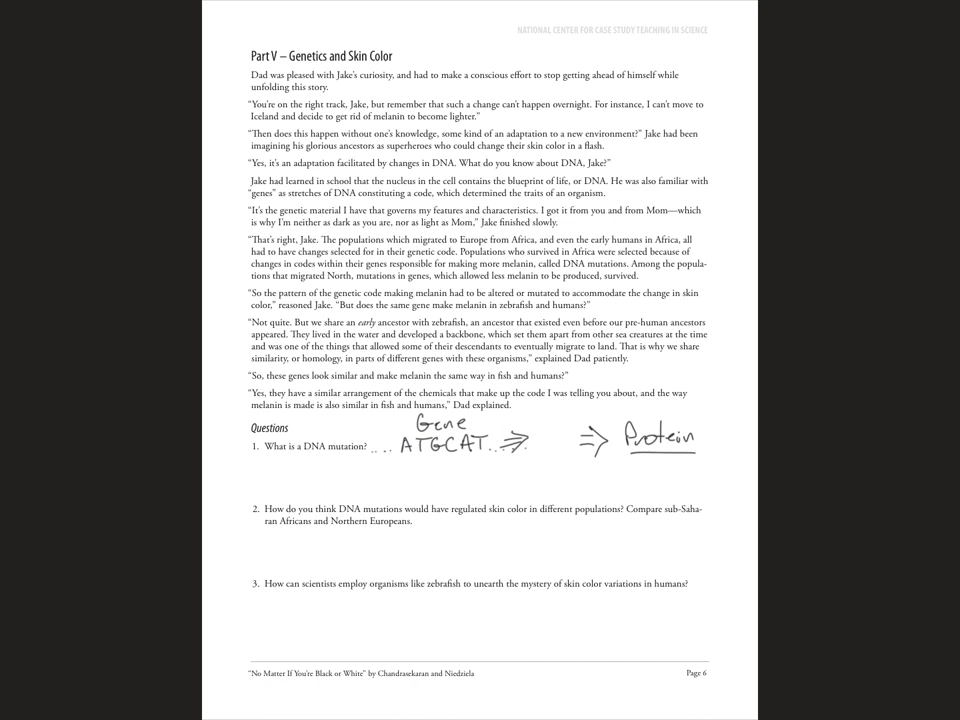 NATIONAL CENTER FOR CASE STUDY TEACHING IN SCIENCE
Part V – Genetics and Skin Color
Dad was pleased with Jake's curiosity, and had to make a conscious effort to stop getting ahead of himself while
unfolding this story.
“You're on the right track, Jake, but remember that such a change can't happen overnight. For instance, I can't move to
Iceland and decide to get rid of melanin to become lighter.”
“Then does this happen without one's knowledge, some kind of an adaptation to a new environment?” Jake had been
imagining his glorious ancestors as superheroes who could change their skin color in a flash.
“Yes, it's an adaptation facilitated by changes in DNA. What do you know about DNA, Jake?”
Jake had learned in school that the nucleus in the cell contains the blueprint of life, or DNA. He was also familiar with
“genes” as stretches of DNA constituting a code, which determined the traits of an organism.
“It's the genetic material I have that governs my features and characteristics. I got it from you and from Mom—which
is why I'm neither as dark as you are, nor as light as Mom,” Jake finished slowly.
“That's right, Jake. The populations which migrated to Europe from Africa, and even the early humans in Africa, all
had to have changes selected for in their genetic code. Populations who survived in Africa were selected because of
changes in codes within their genes responsible for making more melanin, called DNA mutations. Among the popula-
tions that migrated North, mutations in genes, which allowed less melanin to be produced, survived.
“So the pattern of the genetic code making melanin had to be altered or mutated to accommodate the change in skin
color,” reasoned Jake. “But does the same gene make melanin in zebrafish and humans?”
“Not quite. But we share an early ancestor with zebrafish, an ancestor that existed even before our pre-human ancestors
appeared. They lived in the water and developed a backbone, which set them apart from other sea creatures at the time
and was one of the things that allowed some of their descendants to eventually migrate to land. That is why we share
similarity, or homology, in parts of different genes with these organisms,” explained Dad patiently.
“So, these genes look similar and make melanin the same way in fish and humans?”
“Yes, they have a similar arrangement of the chemicals that make up the code I was telling you about, and the way
melanin is made is also similar in fish and humans,” Dad explained.
Questions
Gene
1. What is a DNA mutation? .... ATGCAT... ⇒ ⇒ Protein
2. How do you think DNA mutations would have regulated skin color in different populations? Compare sub-Saha-
ran Africans and Northern Europeans.
3. How can scientists employ organisms like zebrafish to unearth the mystery of skin color variations in humans?
“No Matter If You're Black or White” by Chandrasekaran and Niedziela Page 6